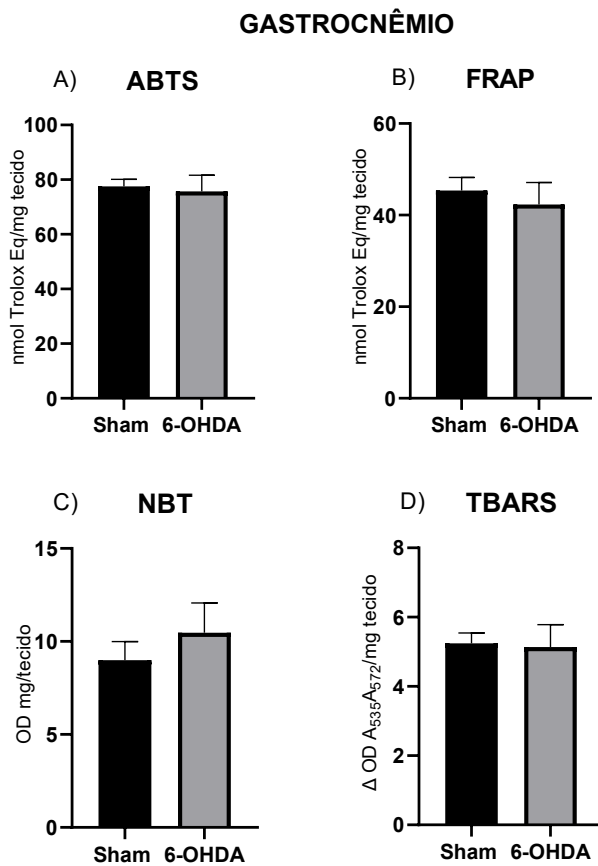 GASTROCNÊMIO
A) ABTS
nmol Trolox Eq/mg tecido
100
80
60
40
20
0
Sham 6-OHDA
B) FRAP
nmol Trolox Eq/mg tecido
60
40
20
0
Sham 6-OHDA
C) NBT
OD mg/tecido
15
10
5
0
Sham 6-OHDA
D) TBARS
Δ OD A535A572/mg tecido
8
6
4
2
0
Sham 6-OHDA